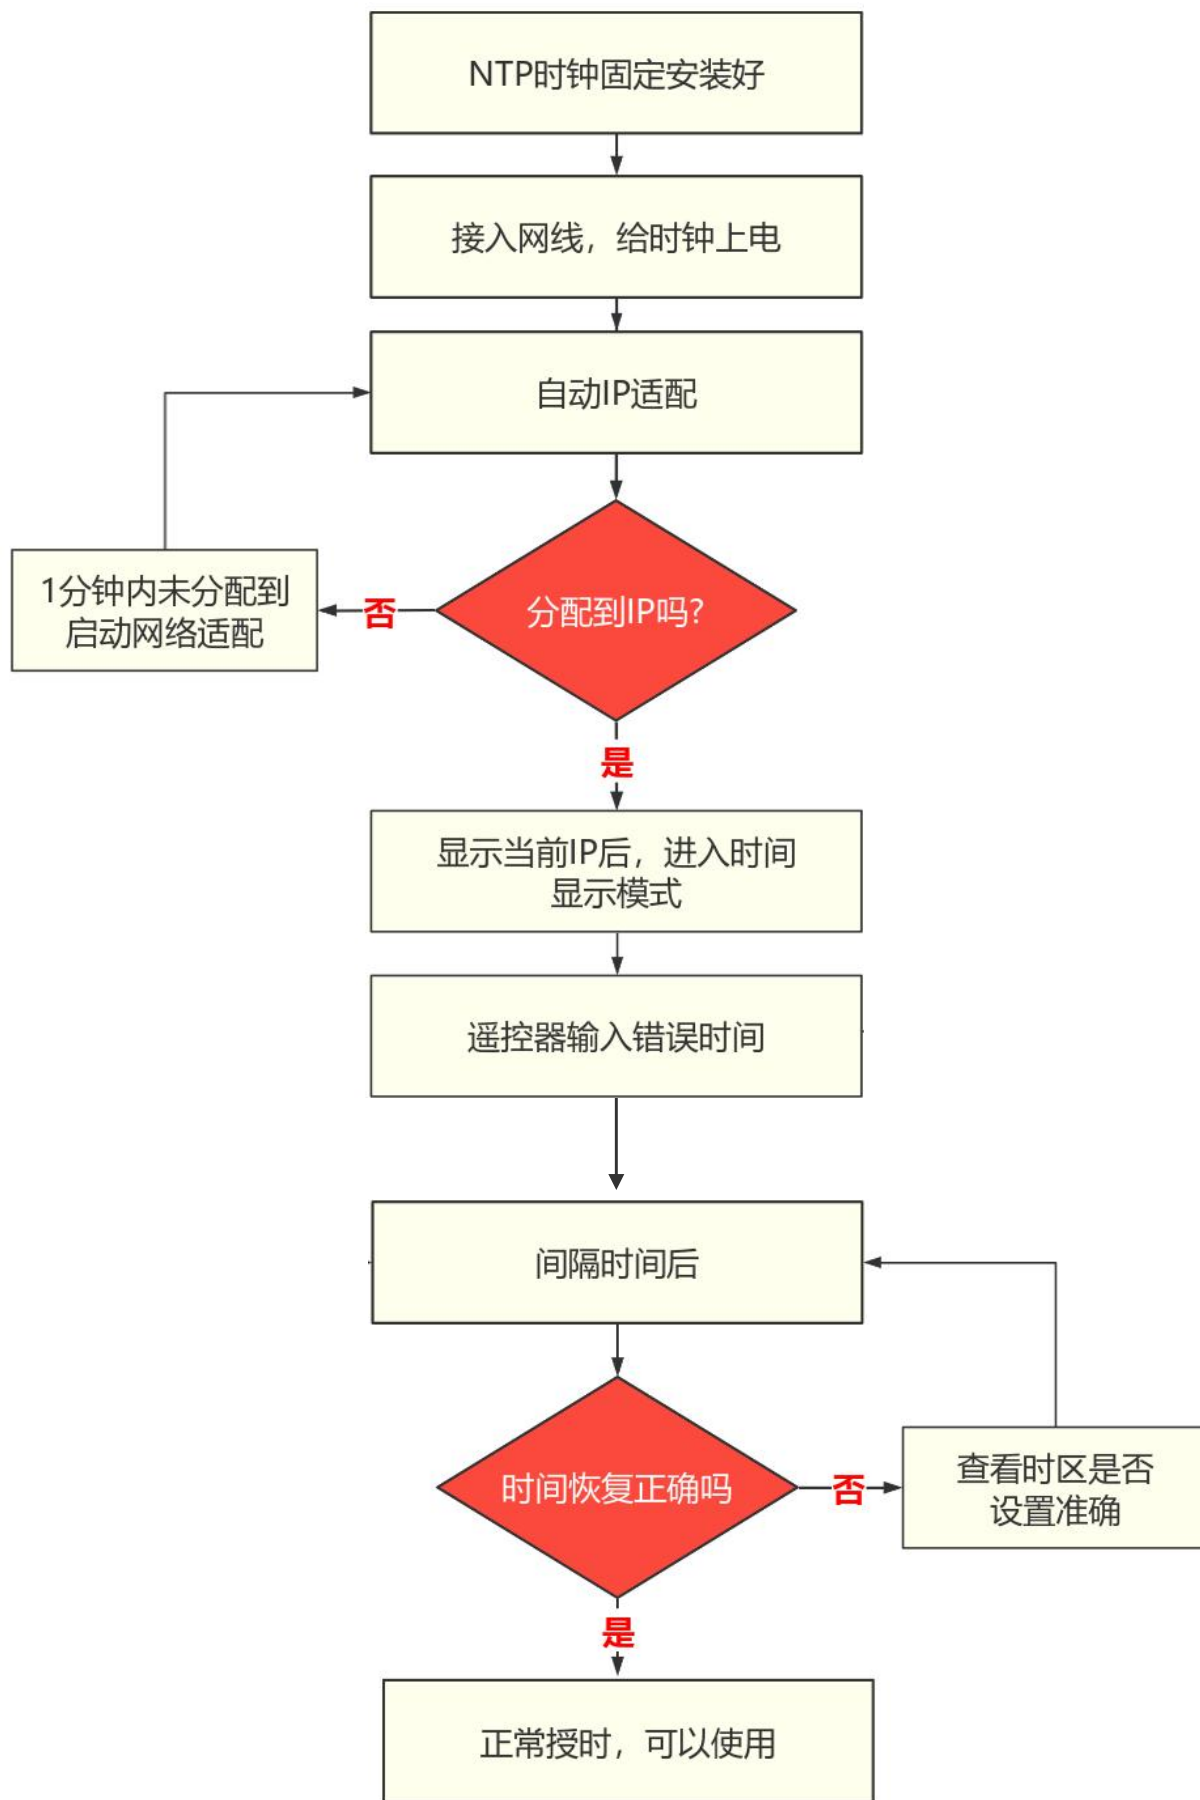 NTP时钟固定安装好
接入网线，给时钟上电
自动IP适配
1分钟内未分配到
启动网络适配
否
分配到IP吗?
是
显示当前IP后，进入时间
显示模式
遥控器输入错误时间
间隔时间后
时间恢复正确吗
否
查看时区是否
设置准确
是
正常授时，可以使用